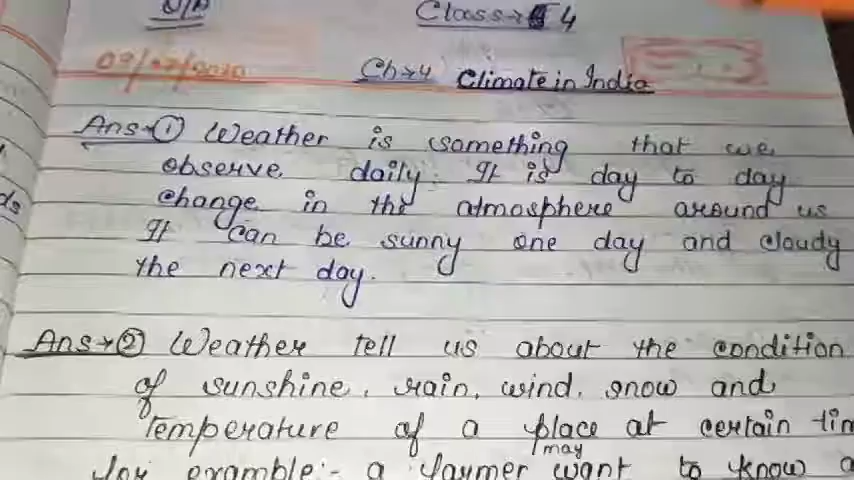 Class→ 4
Ch→4 Climate in India
Ans→① Weather is something that we
observe daily. It is day to day
change in the atmosphere around us
It can be sunny one day and cloudy
the next day.
Ans→② Weather tell us about the condition
of sunshine, rain, wind, snow and
Temperature of a place at certain tim
may
for example:- a farmer want to know a